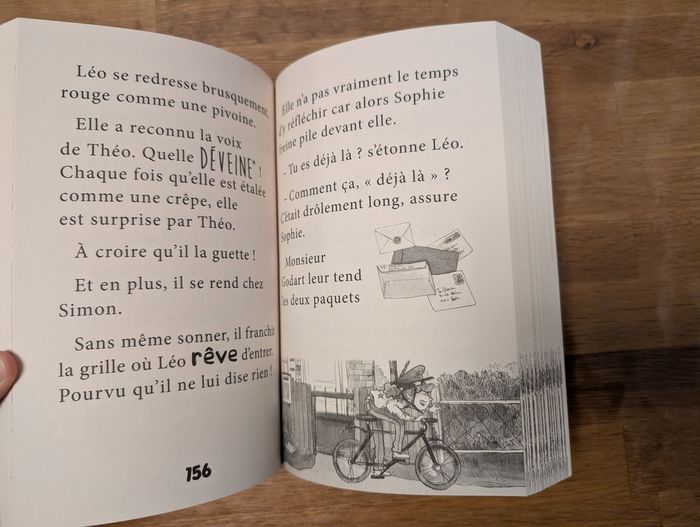 Léo se redresse brusquement,
rouge comme une pivoine.
Elle a reconnu la voix
de Théo. Quelle DÉVEINE* !
Chaque fois qu'elle est étalée
comme une crêpe, elle
est surprise par Théo.
À croire qu'il la guette !
Et en plus, il se rend chez
Simon.
Sans même sonner, il franchit
la grille où Léo rêve d'entrer.
Pourvu qu'il ne lui dise rien !
156
Elle n'a pas vraiment le temps
d'y réfléchir car alors Sophie
freine pile devant elle.
– Tu es déjà là ? s'étonne Léo.
– Comment ça, « déjà là » ?
C'était drôlement long, assure
Sophie.
Monsieur
Godart leur tend
les deux paquets